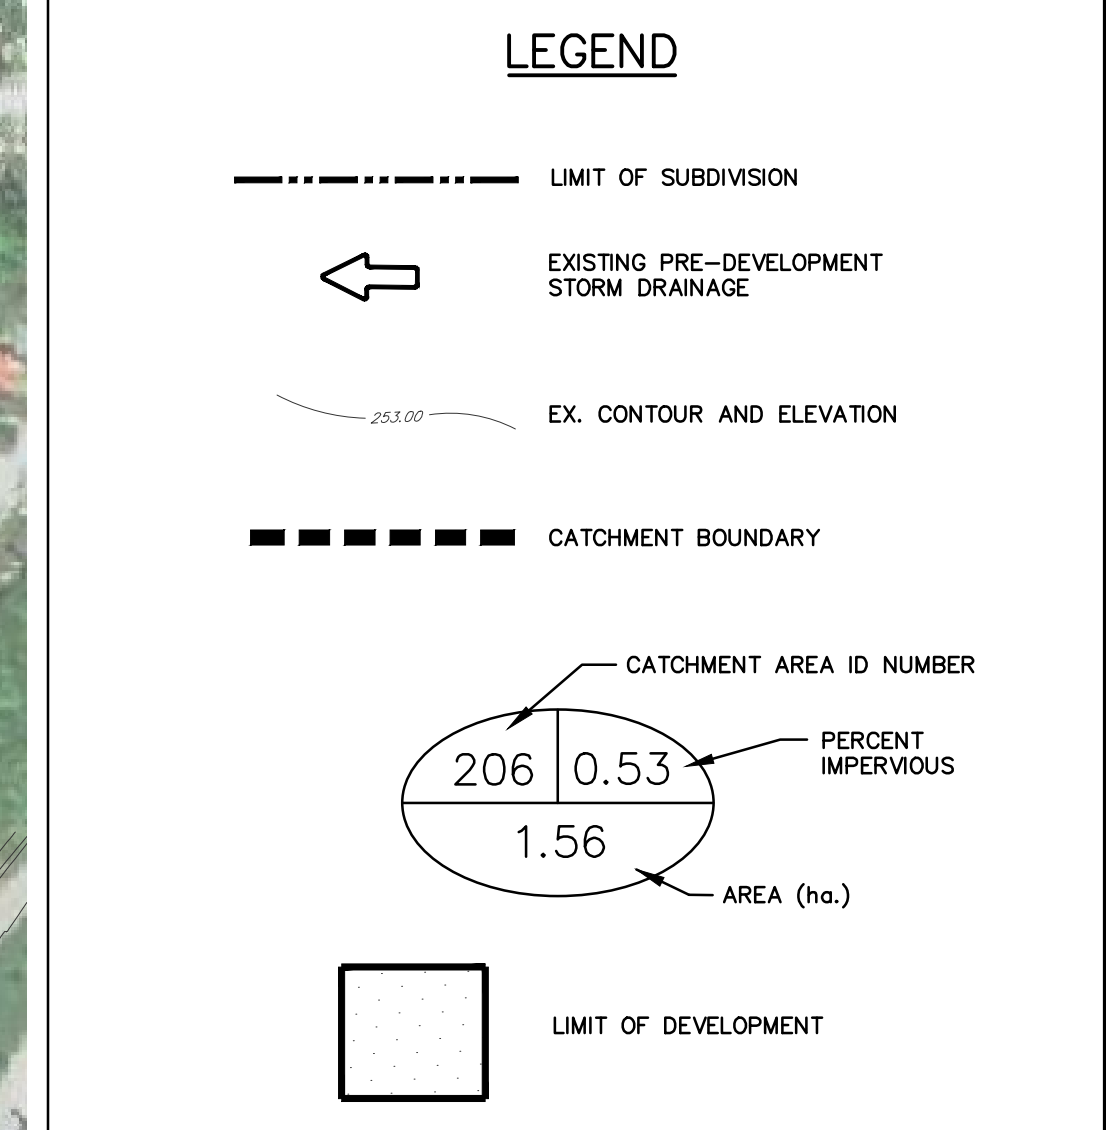 LEGEND
LIMIT OF SUBDIVISION
EXISTING PRE-DEVELOPMENT
STORM DRAINAGE
253.00
EX. CONTOUR AND ELEVATION
CATCHMENT BOUNDARY
CATCHMENT AREA ID NUMBER
206
0.53
PERCENT
IMPERVIOUS
1.56
AREA (ha.)
LIMIT OF DEVELOPMENT